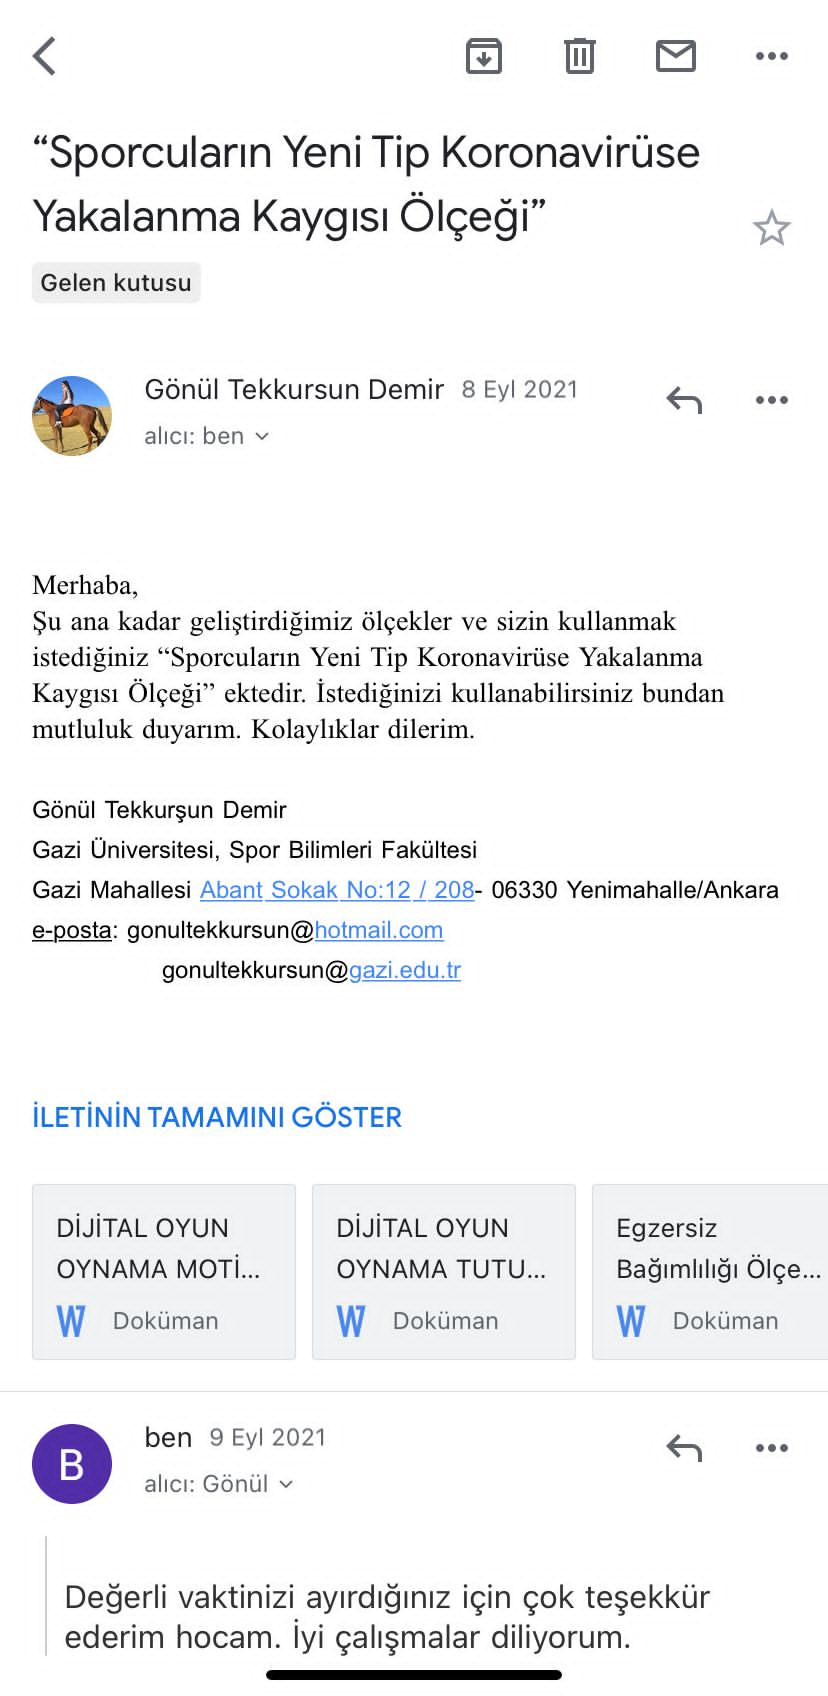 “Sporcuların Yeni Tip Koronavirüse
Yakalanma Kaygısı Ölçeği”
Gelen kutusu
Gönül Tekkursun Demir 8 Eyl 2021
alıcı: ben
Merhaba,
Şu ana kadar geliştirdiğimiz ölçekler ve sizin kullanmak
istediğiniz “Sporcuların Yeni Tip Koronavirüse Yakalanma
Kaygısı Ölçeği” ektedir. İstediğinizi kullanabilirsiniz bundan
mutluluk duyarım. Kolaylıklar dilerim.
Gönül Tekkurşun Demir
Gazi Üniversitesi, Spor Bilimleri Fakültesi
Gazi Mahallesi Abant Sokak No:12 / 208- 06330 Yenimahalle/Ankara
e-posta: gonultekkursun@hotmail.com
gonultekkursun@gazi.edu.tr
İLETİNİN TAMAMINI GÖSTER
DİJİTAL OYUN
OYNAMA MOTİ...
W Doküman
DİJİTAL OYUN
OYNAMA TUTU...
W Doküman
Egzersiz
Bağımlılığı Ölçe...
W Doküman
B
ben 9 Eyl 2021
alıcı: Gönül
Değerli vaktinizi ayırdığınız için çok teşekkür
ederim hocam. İyi çalışmalar diliyorum.